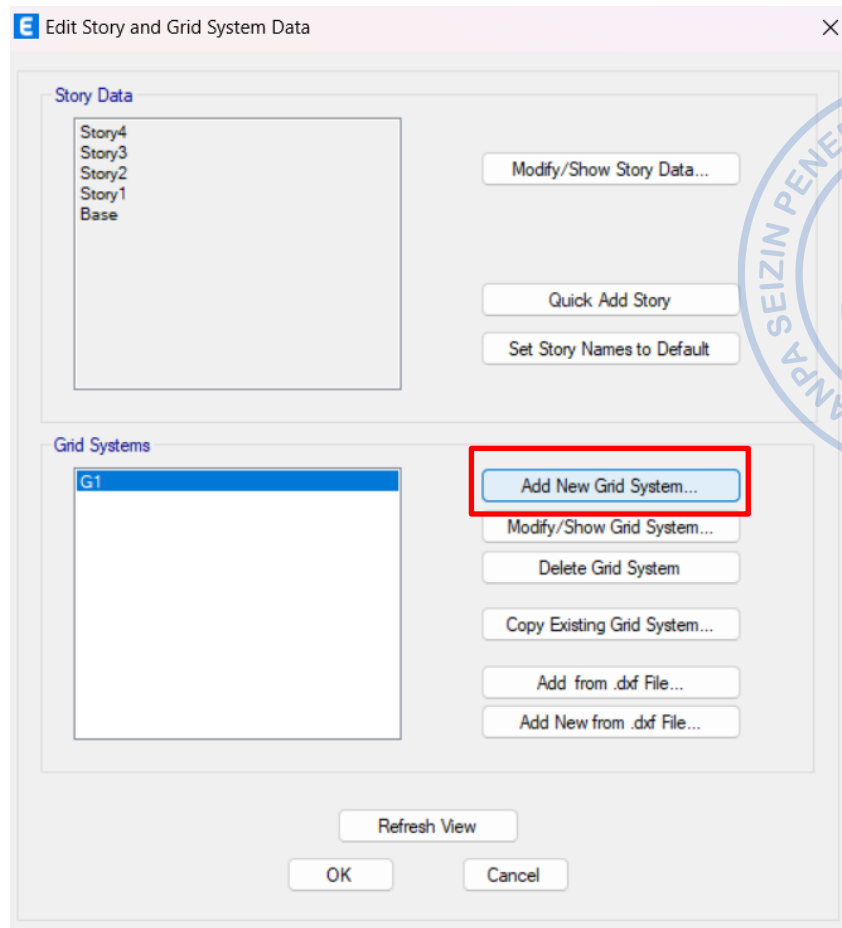 E Edit Story and Grid System Data
Story Data
Story4
Story3
Story2
Story1
Base
Modify/Show Story Data...
Quick Add Story
Set Story Names to Default
SEIZIN
Grid Systems
G1
Add New Grid System...
Modify/Show Grid System...
Delete Grid System
Copy Existing Grid System...
Add from .dxf File...
Add New from .dxf File...
Refresh View
OK
Cancel